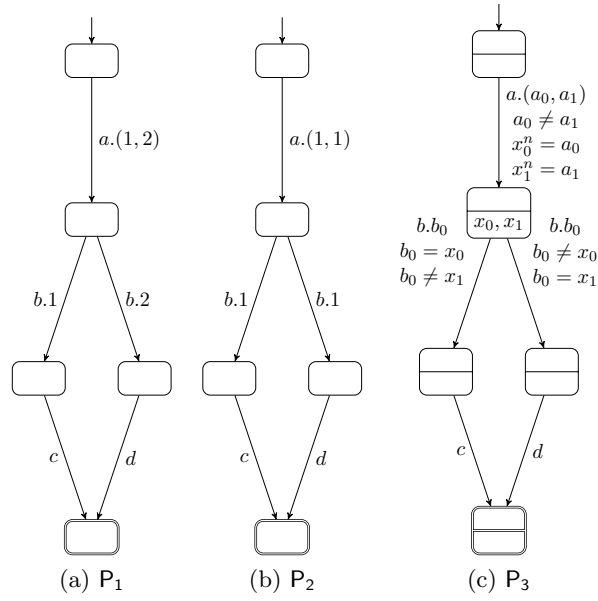 a.(1, 2)
b.1
b.2
c
d
(a) P₁
a.(1, 1)
b.1
b.1
c
d
(b) P₂
a.(a₀, a₁)
a₀ ≠ a₁
x₀ⁿ = a₀
x₁ⁿ = a₁
x₀, x₁
b.b₀
b₀ = x₀
b₀ ≠ x₁
b.b₀
b₀ ≠ x₀
b₀ = x₁
c
d
(c) P₃